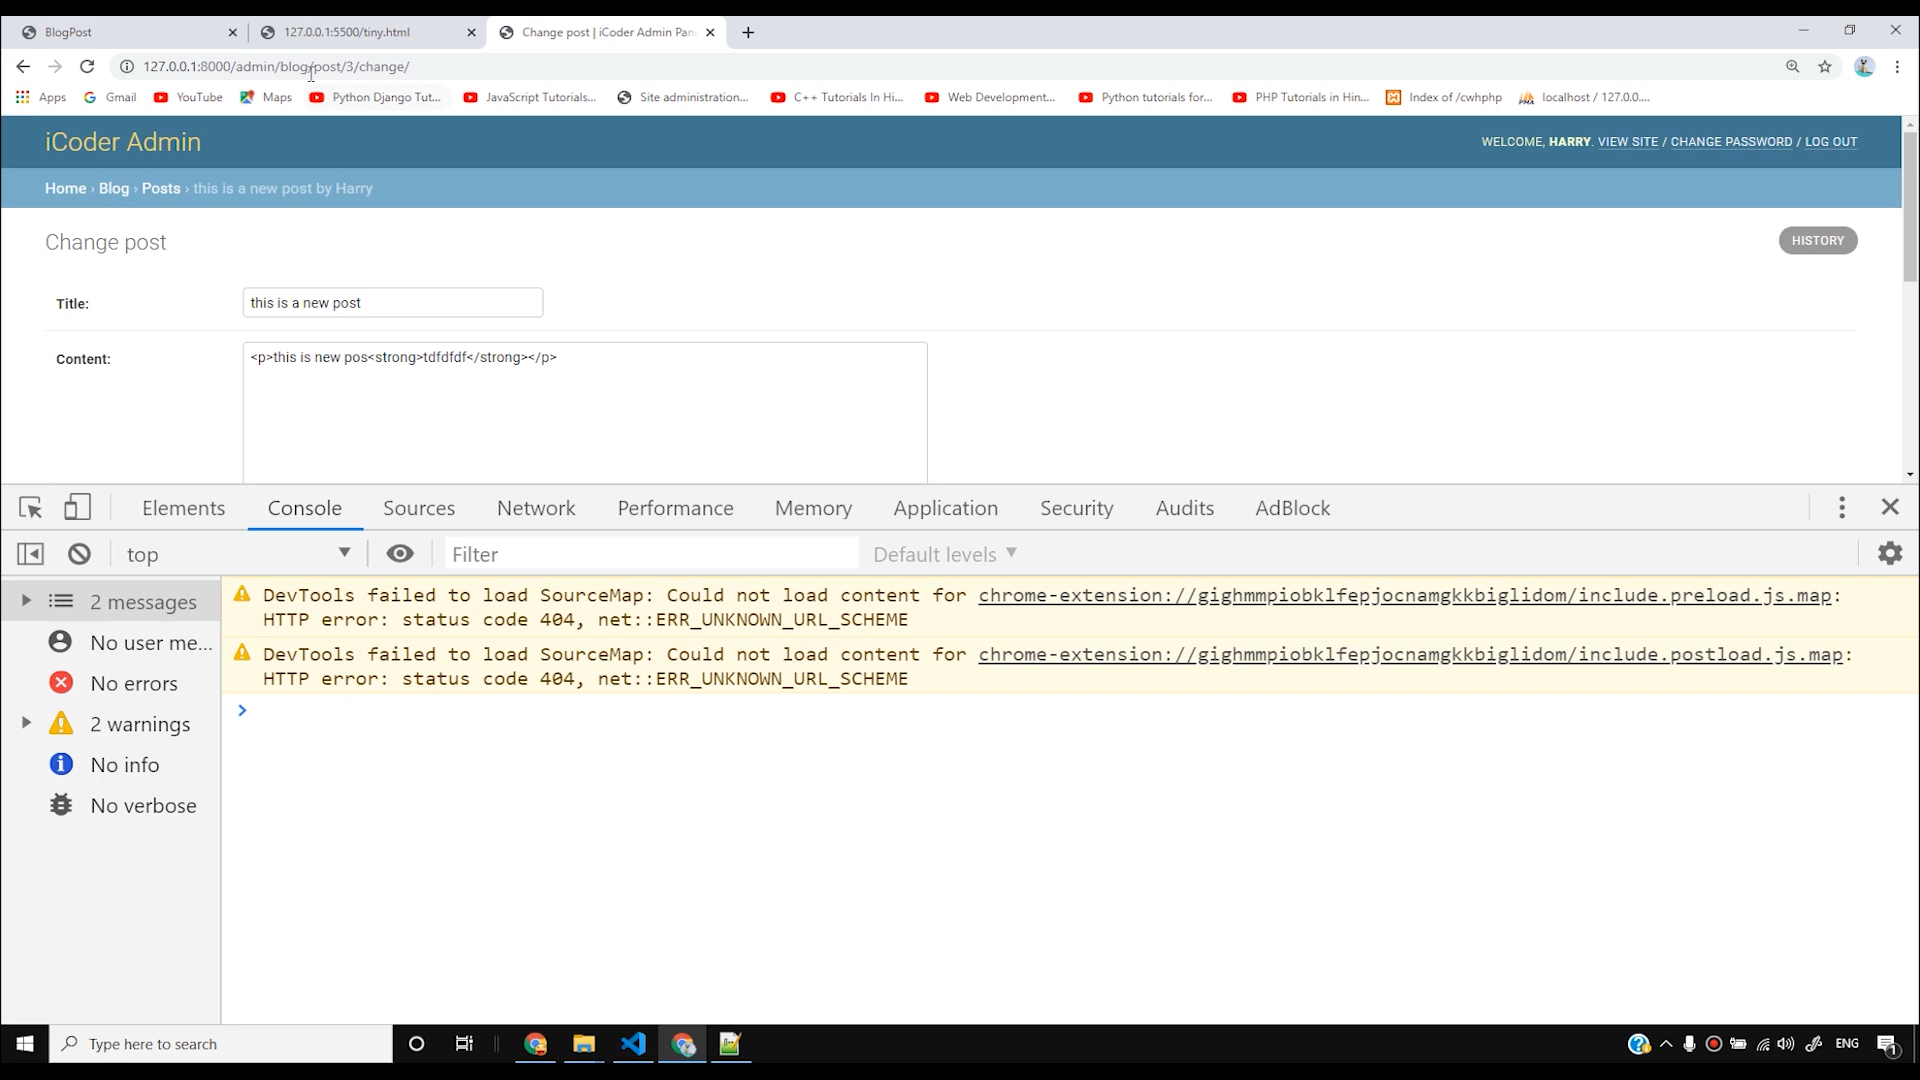 BlogPost
127.0.0.1:5500/tiny.html
Change post | iCoder Admin Pan
127.0.0.1:8000/admin/blog/post/3/change/
Apps
Gmail
YouTube
Maps
Python Django Tut...
JavaScript Tutorials...
Site administration...
C++ Tutorials In Hi...
Web Development...
Python tutorials for...
PHP Tutorials in Hin...
Index of /cwhphp
localhost / 127.0.0....
iCoder Admin
WELCOME, HARRY. VIEW SITE / CHANGE PASSWORD / LOG OUT
Home › Blog › Posts › this is a new post by Harry
Change post
HISTORY
Title:
this is a new post
Content:
<p>this is new pos<strong>tdfdfdf</strong></p>
Elements
Console
Sources
Network
Performance
Memory
Application
Security
Audits
AdBlock
top
Filter
Default levels
2 messages
No user me...
No errors
2 warnings
No info
No verbose
DevTools failed to load SourceMap: Could not load content for chrome-extension://gighmmpiobklfepjocnamgkkbiglidom/include.preload.js.map:
HTTP error: status code 404, net::ERR_UNKNOWN_URL_SCHEME
DevTools failed to load SourceMap: Could not load content for chrome-extension://gighmmpiobklfepjocnamgkkbiglidom/include.postload.js.map:
HTTP error: status code 404, net::ERR_UNKNOWN_URL_SCHEME
Type here to search
ENG
1